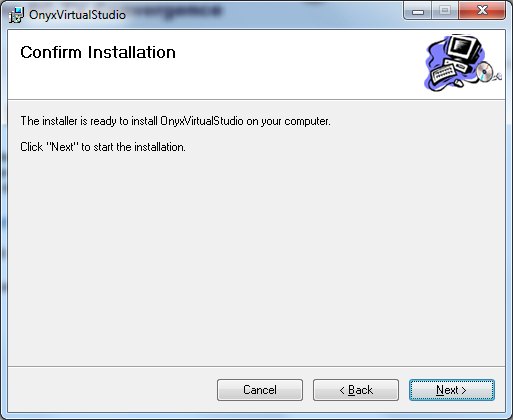 OnyxVirtualStudio
Confirm Installation
The installer is ready to install OnyxVirtualStudio on your computer.
Click "Next" to start the installation.
Cancel
< Back
Next >